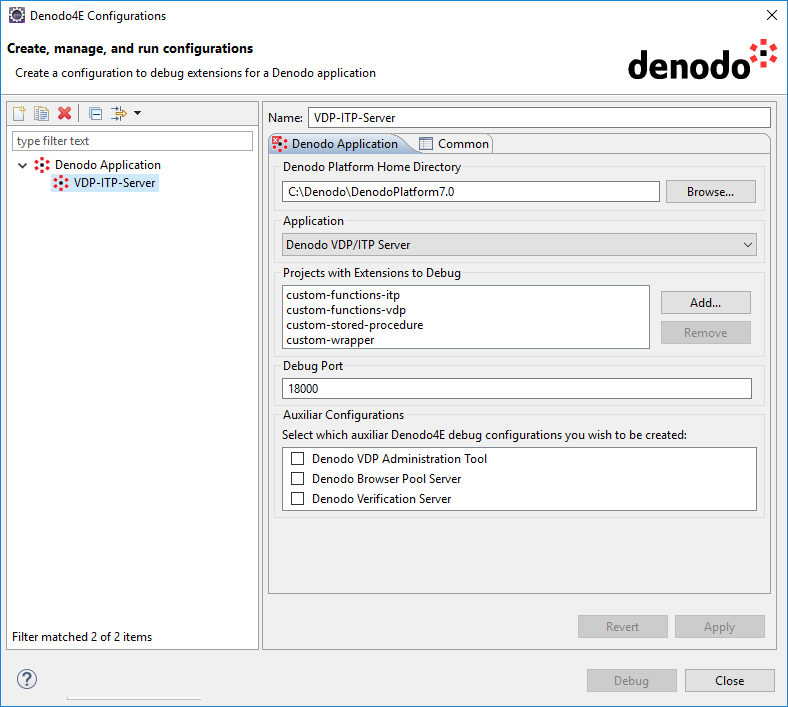 Denodo4E Configurations
Create, manage, and run configurations
Create a configuration to debug extensions for a Denodo application
denodo
type filter text
Denodo Application
VDP-ITP-Server
Filter matched 2 of 2 items
Name: VDP-ITP-Server
Denodo Application Common
Denodo Platform Home Directory
C:\Denodo\DenodoPlatform7.0 Browse...
Application
Denodo VDP/ITP Server
Projects with Extensions to Debug
custom-functions-itp
custom-functions-vdp
custom-stored-procedure
custom-wrapper
Add...
Remove
Debug Port
18000
Auxiliar Configurations
Select which auxiliar Denodo4E debug configurations you wish to be created:
Denodo VDP Administration Tool
Denodo Browser Pool Server
Denodo Verification Server
Revert Apply
? Debug Close